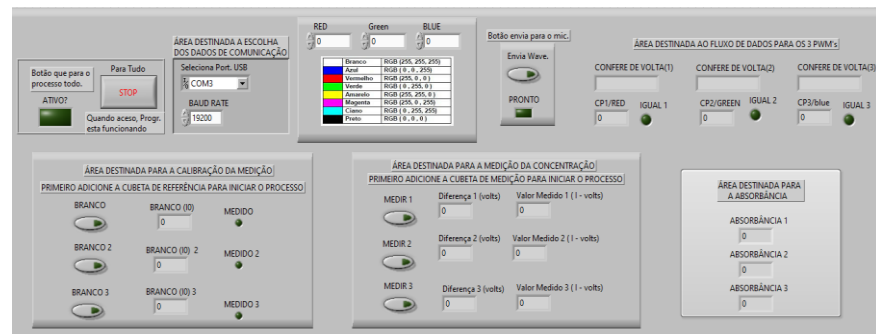 Botão que para o
processo todo.
ATIVO?
Para Tudo
STOP
Quando aceso, Progr.
esta funcionando
ÁREA DESTINADA A ESCOLHA
DOS DADOS DE COMUNICAÇÃO
Seleciona Port. USB
COM3
BAUD RATE
19200
RED Green BLUE
0 0 0
Branco RGB (255, 255, 255)
Azul RGB ( 0 , 0 , 255)
Vermelho RGB (255, 0 , 0)
Verde RGB ( 0 , 255, 0)
Amarelo RGB (255, 255, 0 )
Magenta RGB (255, 0 , 255)
Ciano RGB ( 0 , 255, 255)
Preto RGB ( 0 , 0 , 0 )
Botão envia para o mic.
Envia Wave.
PRONTO
ÁREA DESTINADA AO FLUXO DE DADOS PARA OS 3 PWM's
CONFERE DE VOLTA(1) CONFERE DE VOLTA(2) CONFERE DE VOLTA(3)
CP1/RED IGUAL 1 CP2/GREEN IGUAL 2 CP3/blue IGUAL 3
0 0 0
ÁREA DESTINADA PARA A CALIBRAÇÃO DA MEDIÇÃO
PRIMEIRO ADICIONE A CUBETA DE REFERÊNCIA PARA INICIAR O PROCESSO
BRANCO BRANCO (I0) MEDIDO
0
BRANCO 2 BRANCO (I0) 2 MEDIDO 2
0
BRANCO 3 BRANCO (I0) 3 MEDIDO 3
0
ÁREA DESTINADA PARA A MEDIÇÃO DA CONCENTRAÇÃO
PRIMEIRO ADICIONE A CUBETA DE MEDIÇÃO PARA INICIAR O PROCESSO
MEDIR 1 Diferença 1 (volts) Valor Medido 1 ( I - volts)
0 0
MEDIR 2 Diferença 2 (volts) Valor Medido 2 ( I - volts)
0 0
MEDIR 3 Diferença 3 (volts) Valor Medido 3 ( I - volts)
0 0
ÁREA DESTINADA PARA
A ABSORBÂNCIA
ABSORBÂNCIA 1
0
ABSORBÂNCIA 2
0
ABSORBÂNCIA 3
0